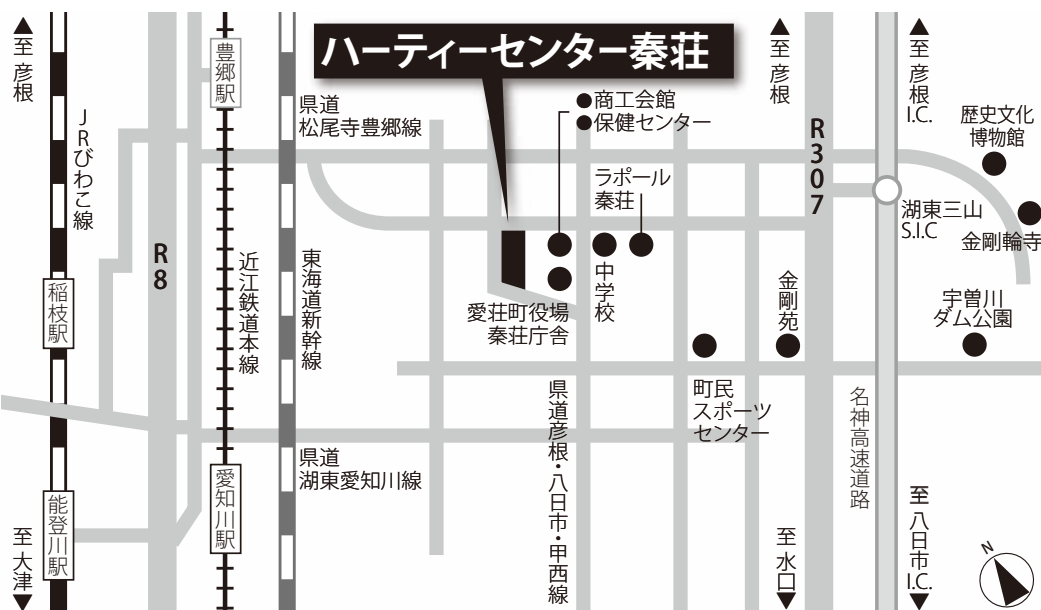 ハーティーセンター秦荘
▲至 彦根
JRびわこ線
稲枝駅
能登川駅
至 大津▼
R8
豊郷駅
近江鉄道本線
愛知川駅
県道
松尾寺豊郷線
東海道新幹線
県道
湖東愛知川線
●商工会館
●保健センター
ラポール
秦荘
中学校
愛荘町役場
秦荘庁舎
県道彦根・八日市・甲西線
町民
スポーツ
センター
金剛苑
▲至 彦根
R307
至 水口▼
▲至 彦根I.C.
湖東三山
S.I.C
名神高速道路
至 八日市I.C.▼
歴史文化
博物館
金剛輪寺
宇曽川
ダム公園
N